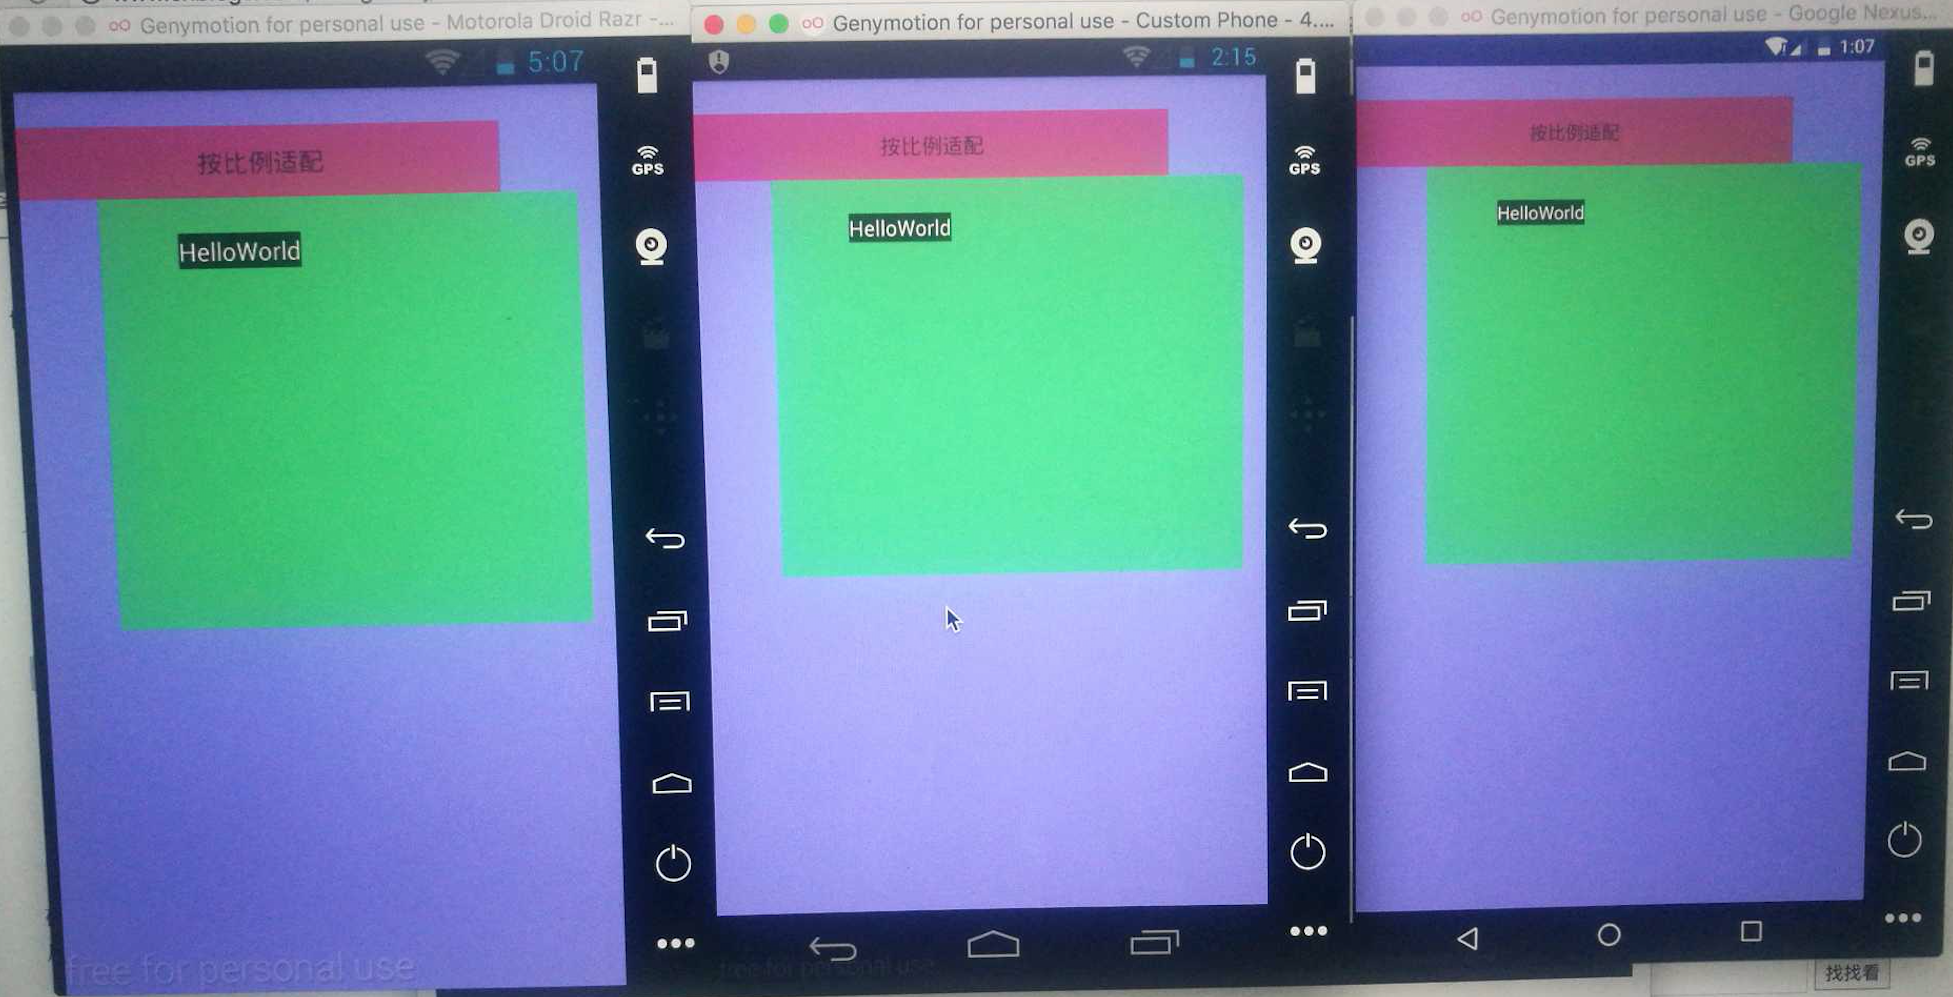 Genymotion for personal use - Motorola Droid Razr -...
5:07
按比例适配
HelloWorld
GPS
free for personal use
Genymotion for personal use - Custom Phone - 4....
2:15
按比例适配
HelloWorld
GPS
free for personal use
Genymotion for personal use - Google Nexus...
1:07
按比例适配
HelloWorld
GPS
找找看